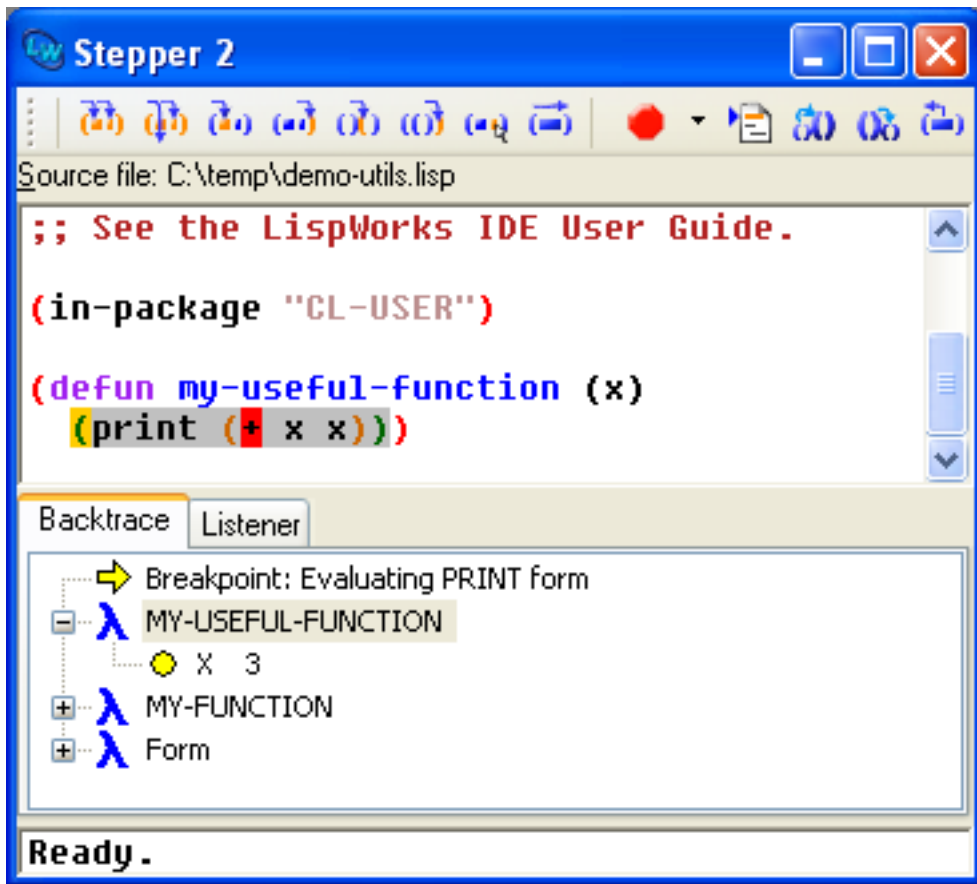 Stepper 2
Source file: C:\temp\demo-utils.lisp
;; See the LispWorks IDE User Guide.
(in-package "CL-USER")
(defun my-useful-function (x)
(print (+ x x)))
Backtrace Listener
Breakpoint: Evaluating PRINT form
λ MY-USEFUL-FUNCTION
X 3
λ MY-FUNCTION
λ Form
Ready.